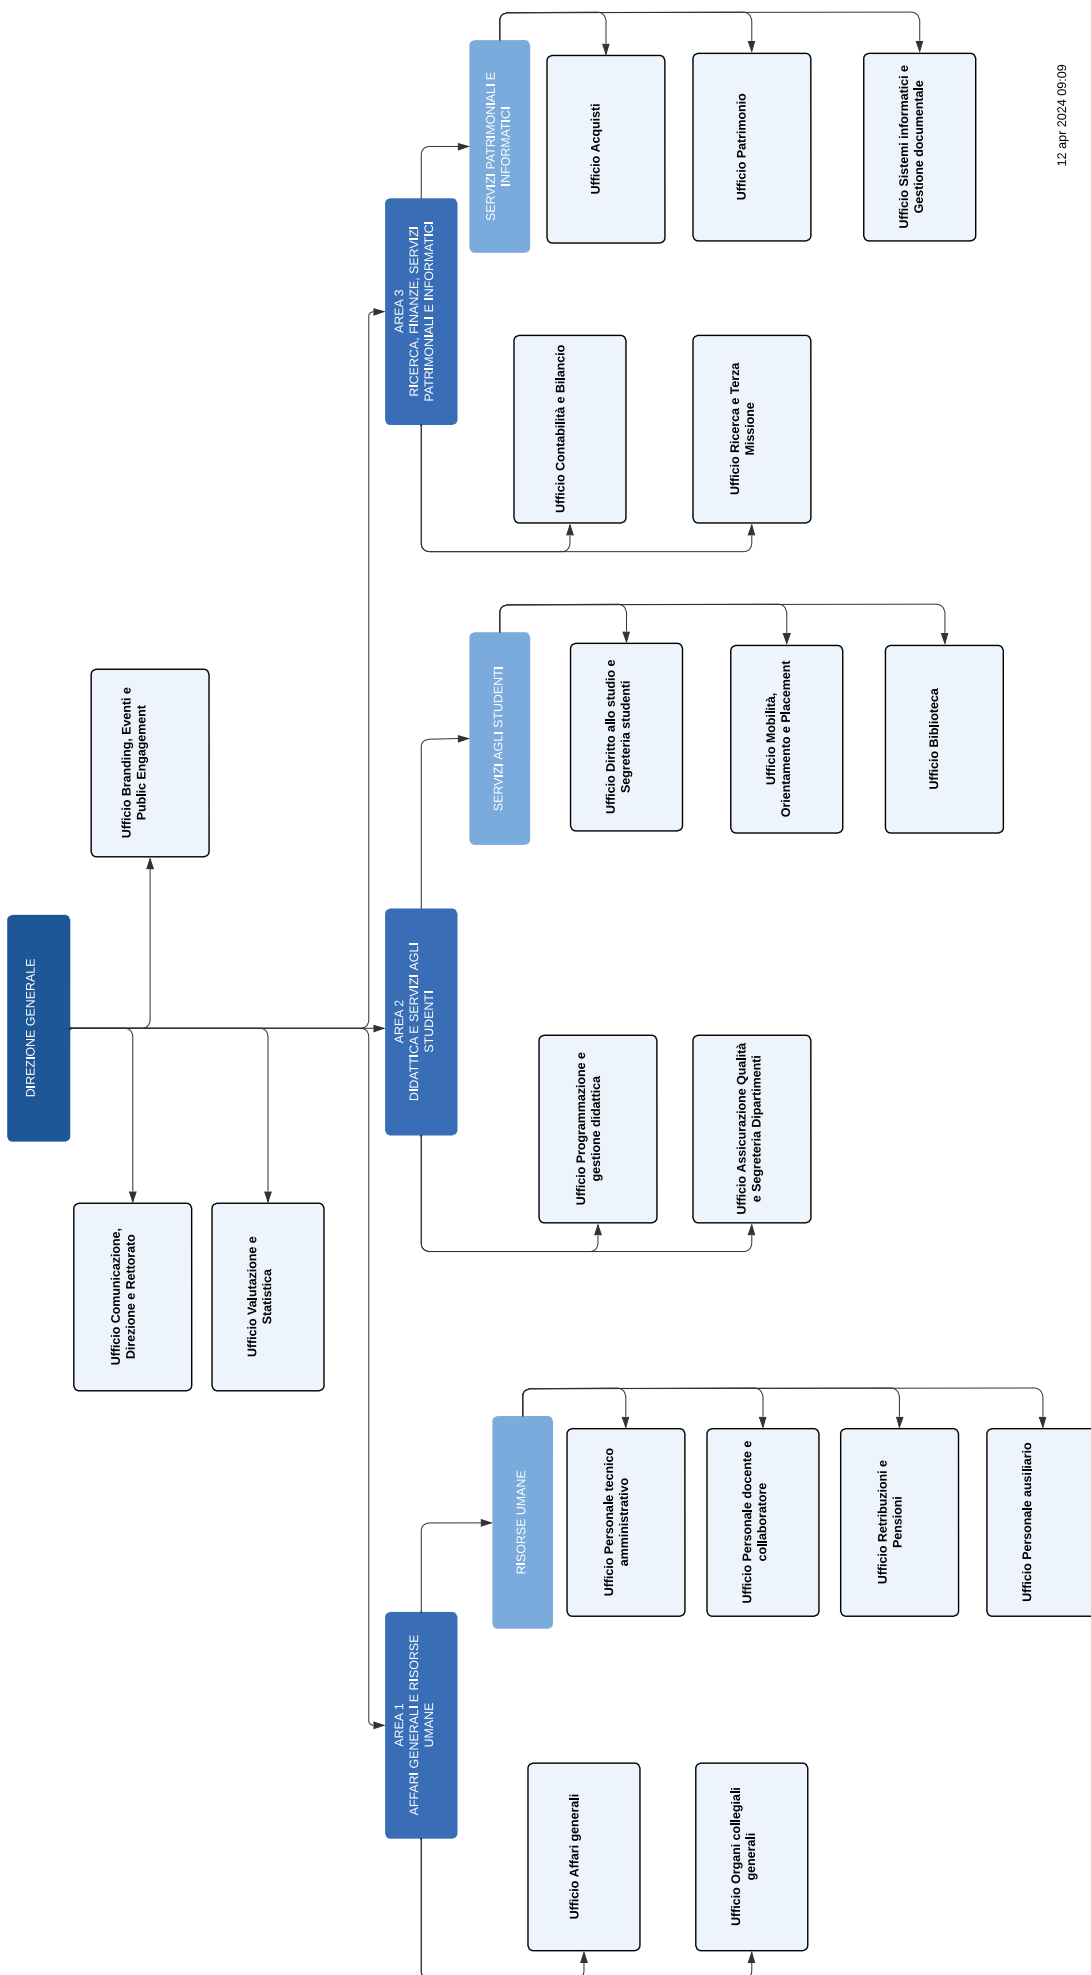 DIREZIONE GENERALE
Ufficio Comunicazione,
Direzione e Rettorato
Ufficio Branding, Eventi e
Public Engagement
Ufficio Valutazione e
Statistica
AREA 1
AFFARI GENERALI E RISORSE
UMANE
AREA 2
DIDATTICA E SERVIZI AGLI
STUDENTI
AREA 3
RICERCA, FINANZE, SERVIZI
PATRIMONIALI E INFORMATICI
Ufficio Affari generali
Ufficio Organi collegiali
generali
RISORSE UMANE
Ufficio Personale tecnico
amministrativo
Ufficio Personale docente e
collaboratore
Ufficio Retribuzioni e
Pensioni
Ufficio Personale ausiliario
Ufficio Programmazione e
gestione didattica
Ufficio Assicurazione Qualità
e Segreteria Dipartimenti
SERVIZI AGLI STUDENTI
Ufficio Diritto allo studio e
Segreteria studenti
Ufficio Mobilità,
Orientamento e Placement
Ufficio Biblioteca
Ufficio Contabilità e Bilancio
Ufficio Ricerca e Terza
Missione
SERVIZI PATRIMONIALI E
INFORMATICI
Ufficio Acquisti
Ufficio Patrimonio
Ufficio Sistemi informatici e
Gestione documentale
12 apr 2024 09:09